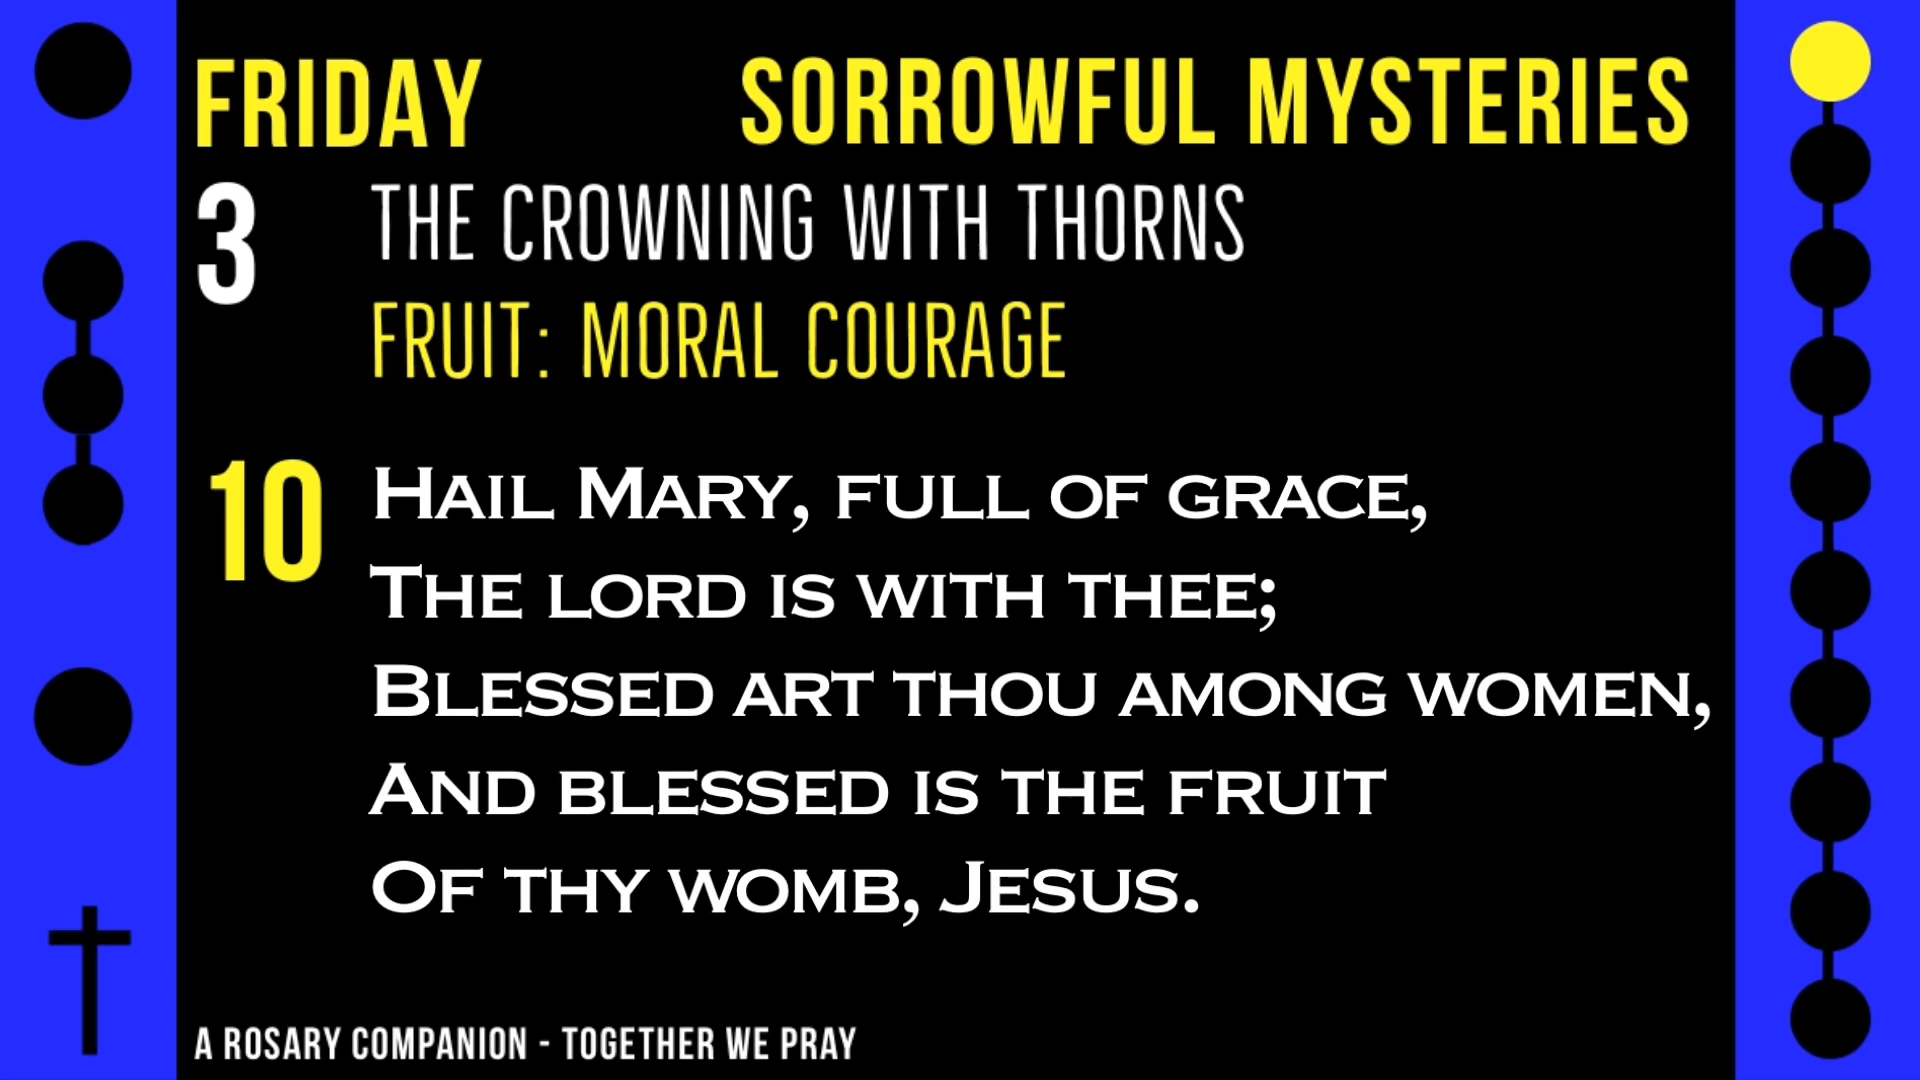 FRIDAY SORROWFUL MYSTERIES
3 THE CROWNING WITH THORNS
FRUIT: MORAL COURAGE
10 HAIL MARY, FULL OF GRACE,
THE LORD IS WITH THEE;
BLESSED ART THOU AMONG WOMEN,
AND BLESSED IS THE FRUIT
OF THY WOMB, JESUS.
A ROSARY COMPANION - TOGETHER WE PRAY